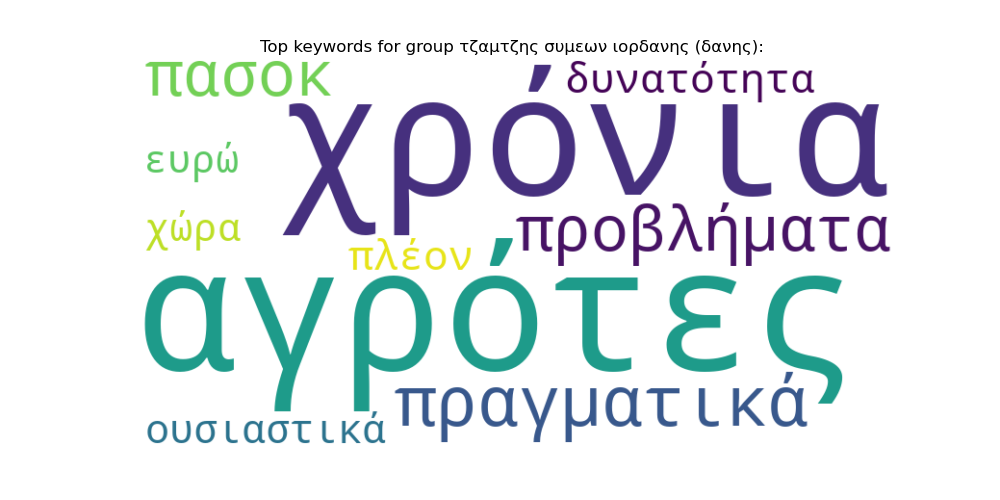 Top keywords for group τζαμτζης συμεων ιορδανης (δανης):
πασοκ
δυνατότητα
χρόνια
ευρώ
χώρα
προβλήματα
πλέον
αγρότες
πραγματικά
ουσιαστικά